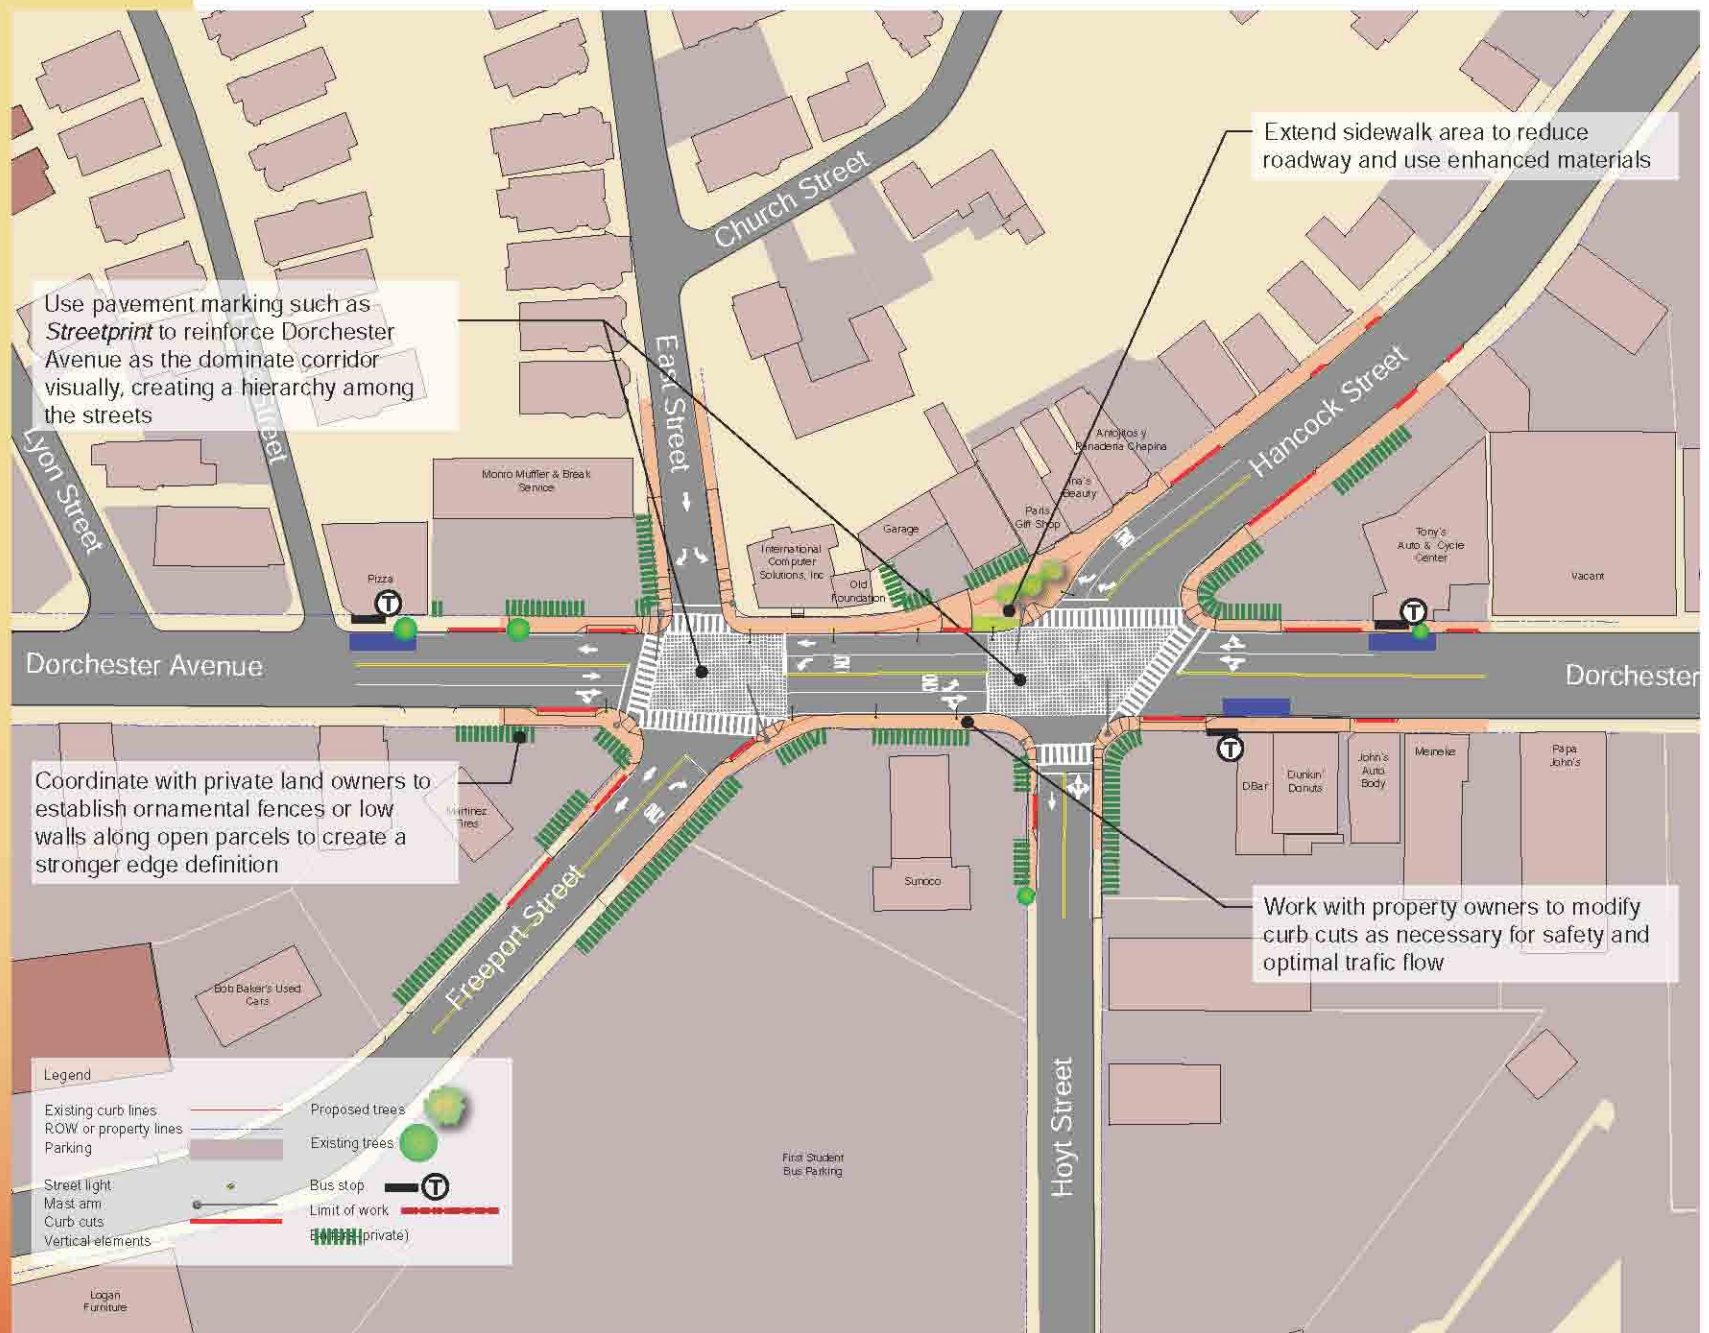 Extend sidewalk area to reduce
roadway and use enhanced materials
Church Street
Use pavement marking such as
Streetprint to reinforce Dorchester
Avenue as the dominate corridor
visually, creating a hierarchy among
the streets
East Street
Street
Lyon Street
Hancock Street
Antojitos y
Panaderia Chapina
Monro Muffler & Break
Service
Beauty
Paris
Gift Shop
Garage
International
Computer
Solutions, Inc
Old
Foundation
Pizza
Tony's
Auto & Cycle
Center
Vacant
T
T
Dorchester Avenue
Dorchester
ONLY
T
Coordinate with private land owners to
establish ornamental fences or low
walls along open parcels to create a
stronger edge definition
Martinez
Tires
DBar
Dunkin'
Donuts
John's
Auto
Body
Meineke
Papa
John's
Sunoco
Work with property owners to modify
curb cuts as necessary for safety and
optimal trafic flow
Freeport Street
Bob Baker's Used
Cars
Hoyt Street
First Student
Bus Parking
Legend
Existing curb lines
ROW or property lines
Parking
Street light
Mast arm
Curb cuts
Vertical elements
Proposed trees
Existing trees
Bus stop T
Limit of work
(private)
Logan
Furniture